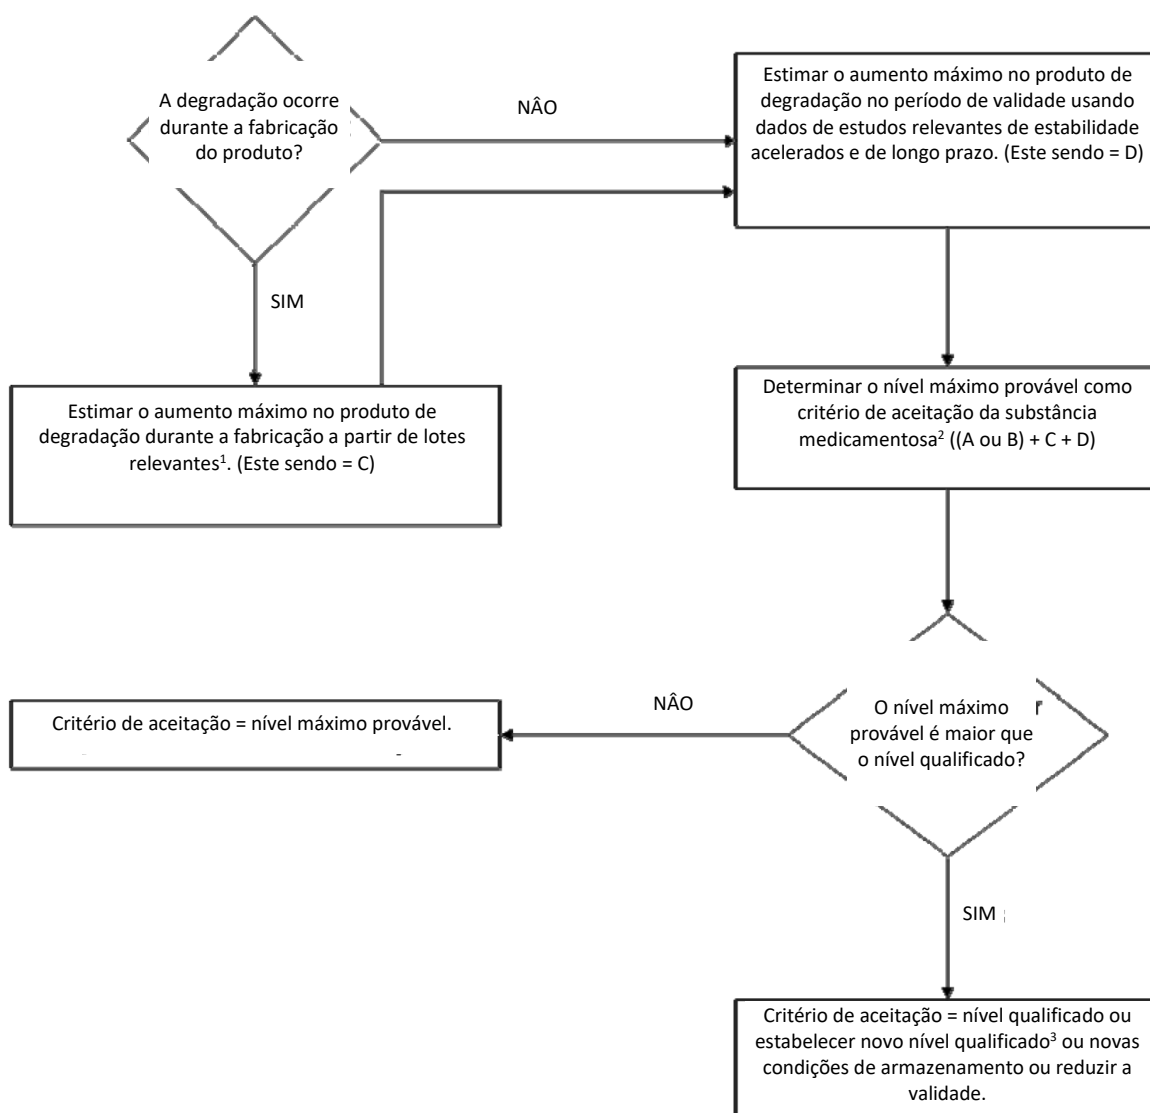 A degradação ocorre
durante a fabricação
do produto?
NÂO
Estimar o aumento máximo no produto de
degradação no período de validade usando
dados de estudos relevantes de estabilidade
acelerados e de longo prazo. (Este sendo = D)
SIM
Estimar o aumento máximo no produto de
degradação durante a fabricação a partir de lotes
relevantes¹. (Este sendo = C)
Determinar o nível máximo provável como
critério de aceitação da substância
medicamentosa² ((A ou B) + C + D)
O nível máximo
provável é maior que
o nível qualificado?
NÂO
Critério de aceitação = nível máximo provável.
SIM
Critério de aceitação = nível qualificado ou
estabelecer novo nível qualificado³ ou novas
condições de armazenamento ou reduzir a
validade.